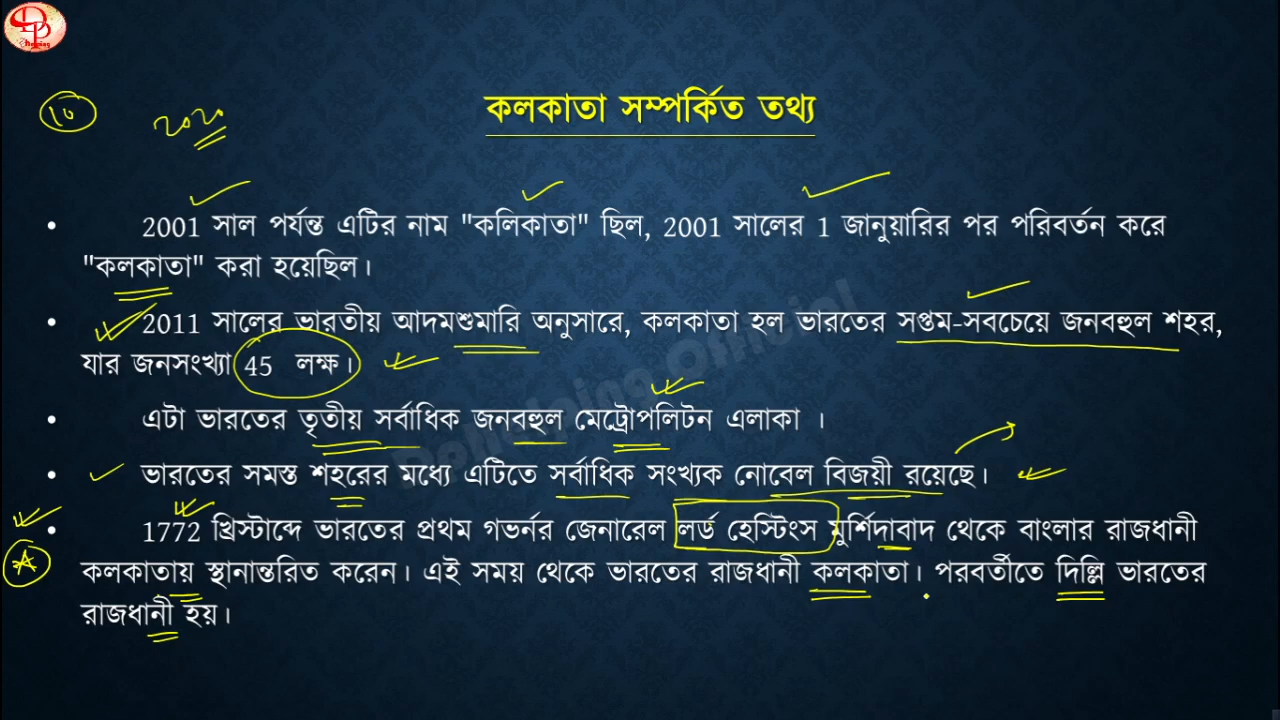 কলকাতা সম্পর্কিত তথ্য
১০
২০২০
• 2001 সাল পর্যন্ত এটির নাম "কলিকাতা" ছিল, 2001 সালের 1 জানুয়ারির পর পরিবর্তন করে
"কলকাতা" করা হয়েছিল।
• 2011 সালের ভারতীয় আদমশুমারি অনুসারে, কলকাতা হল ভারতের সপ্তম-সবচেয়ে জনবহুল শহর,
যার জনসংখ্যা 45 লক্ষ।
• এটা ভারতের তৃতীয় সর্বাধিক জনবহুল মেট্রোপলিটন এলাকা ।
• ভারতের সমস্ত শহরের মধ্যে এটিতে সর্বাধিক সংখ্যক নোবেল বিজয়ী রয়েছে।
• 1772 খ্রিস্টাব্দে ভারতের প্রথম গভর্নর জেনারেল লর্ড হেস্টিংস মুর্শিদাবাদ থেকে বাংলার রাজধানী
কলকাতায় স্থানান্তরিত করেন। এই সময় থেকে ভারতের রাজধানী কলকাতা। পরবর্তীতে দিল্লি ভারতের
রাজধানী হয়।